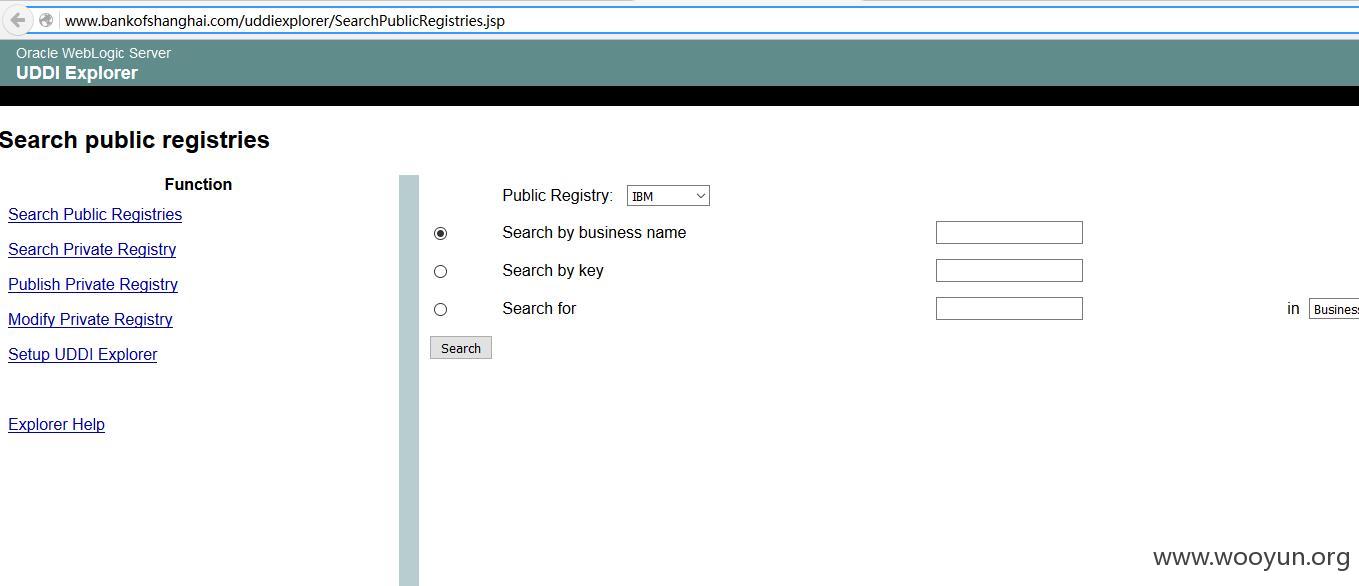 www.bankofshanghai.com/uddiexplorer/SearchPublicRegistries.jsp
Oracle WebLogic Server
UDDI Explorer
Search public registries
Function
Search Public Registries
Search Private Registry
Publish Private Registry
Modify Private Registry
Setup UDDI Explorer
Explorer Help
Public Registry: IBM
Search by business name
Search by key
Search for in Business
Search
www.wooyun.org